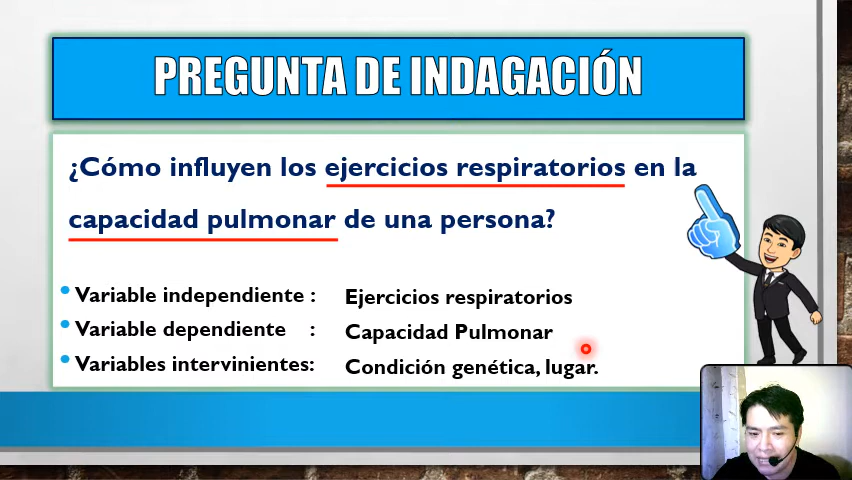 PREGUNTA DE INDAGACIÓN
¿Cómo influyen los ejercicios respiratorios en la
capacidad pulmonar de una persona?
• Variable independiente : Ejercicios respiratorios
• Variable dependiente : Capacidad Pulmonar
• Variables intervinientes: Condición genética, lugar.